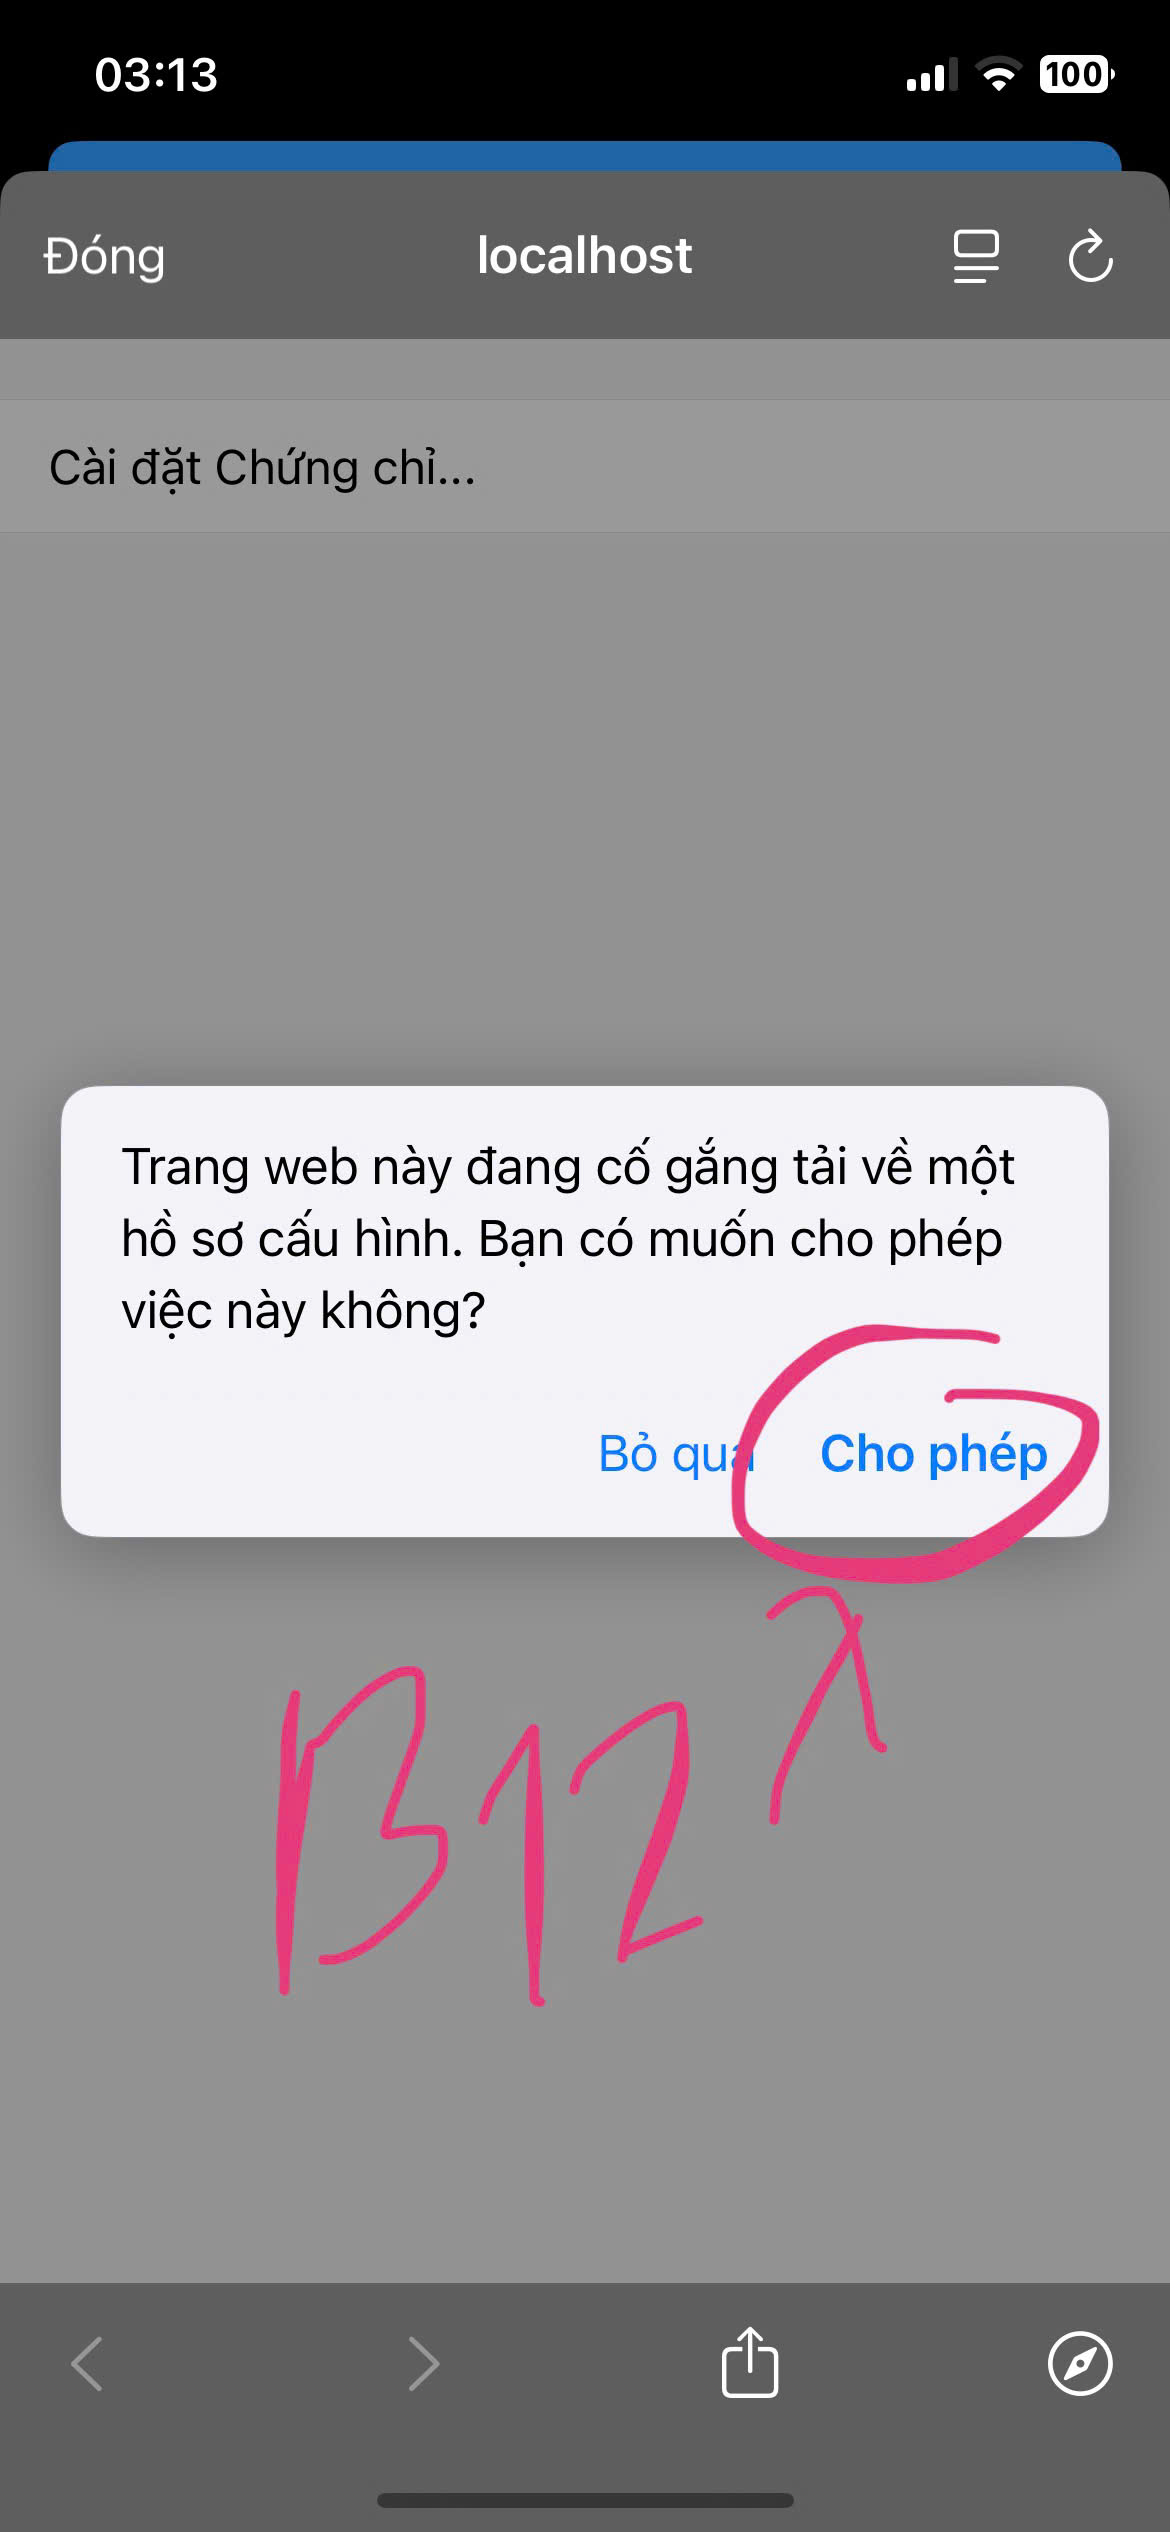 03:13
100
Đóng
localhost
Cài đặt Chứng chỉ...
Trang web này đang cố gắng tải về một
hồ sơ cấu hình. Bạn có muốn cho phép
việc này không?
Bỏ qua
Cho phép
B12